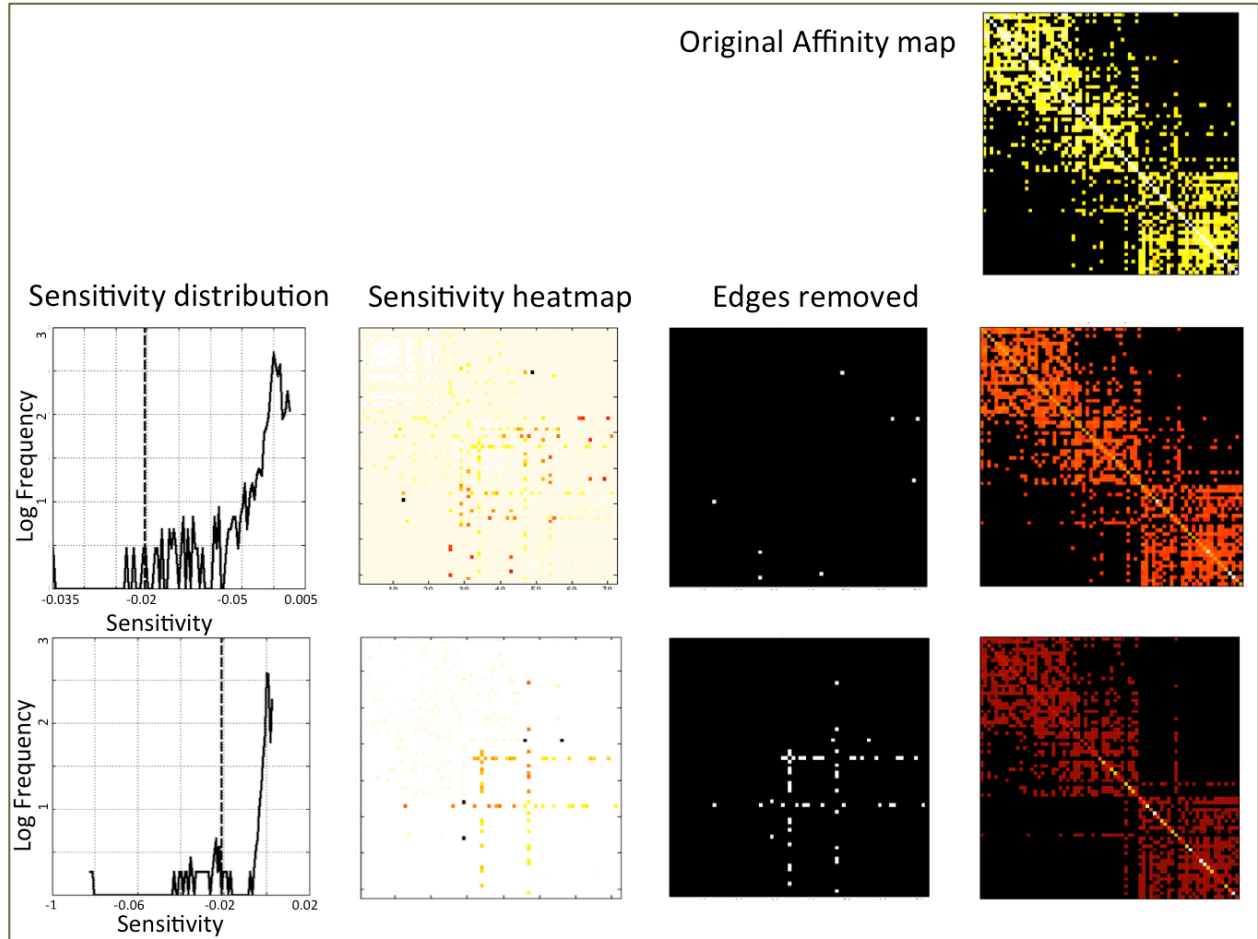 Original Affinity map
Sensitivity distribution
Sensitivity heatmap
Edges removed
Log Frequency
3
2
1
-0.035 -0.02 -0.05 0.005
Sensitivity
10 20 30 40 50 60 70
Log Frequency
3
2
1
-1 -0.06 -0.02 0.02
Sensitivity